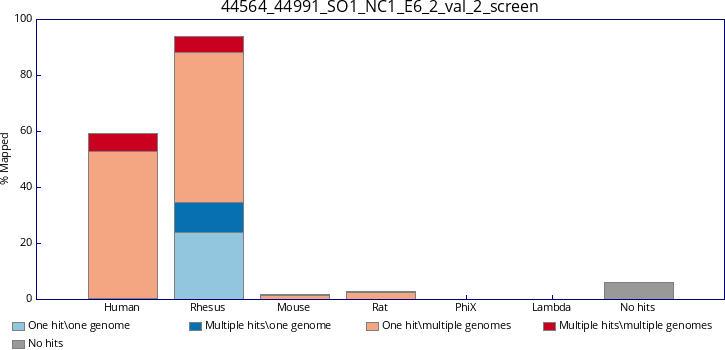 44564_44991_SO1_NC1_E6_2_val_2_screen
100
80
60
40
20
0
% Mapped
Human Rhesus Mouse Rat PhiX Lambda No hits
One hit\one genome Multiple hits\one genome One hit\multiple genomes Multiple hits\multiple genomes
No hits